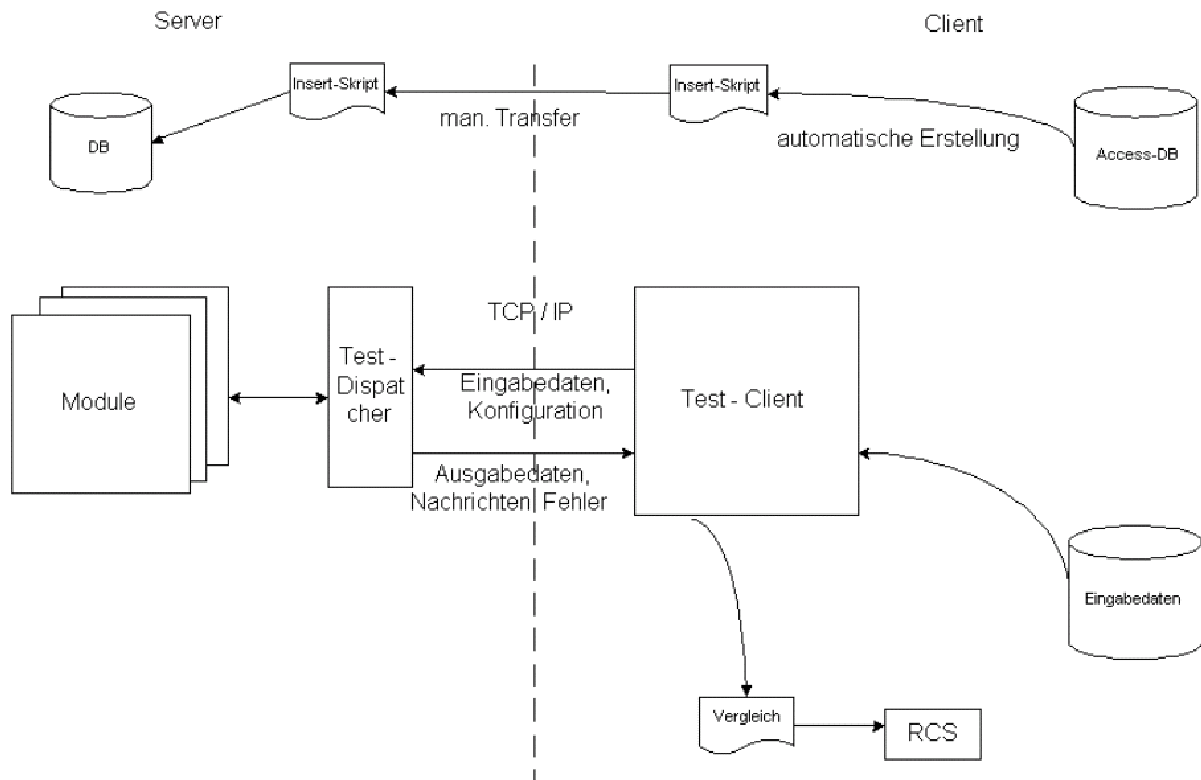 Server
Client
Insert-Skript
Insert-Skript
man. Transfer
automatische Erstellung
DB
Access-DB
TCP / IP
Test -
Dispat
cher
Module
Eingabedaten,
Konfiguration
Test - Client
Ausgabedaten,
Nachrichten, Fehler
Eingabedaten
Vergleich
RCS